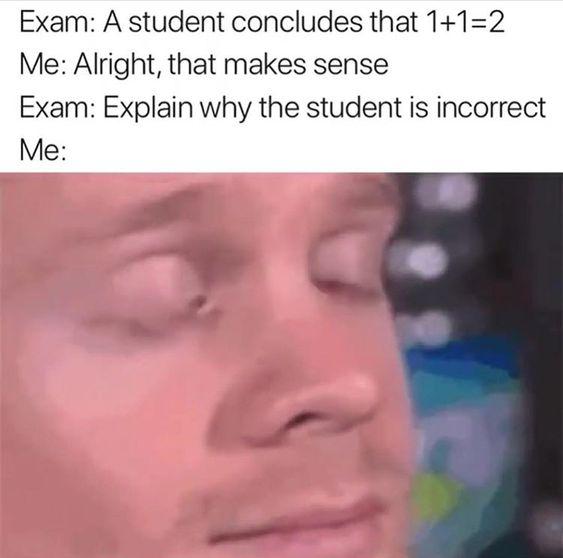 Exam: A student concludes that 1+1=2
Me: Alright, that makes sense
Exam: Explain why the student is incorrect
Me: